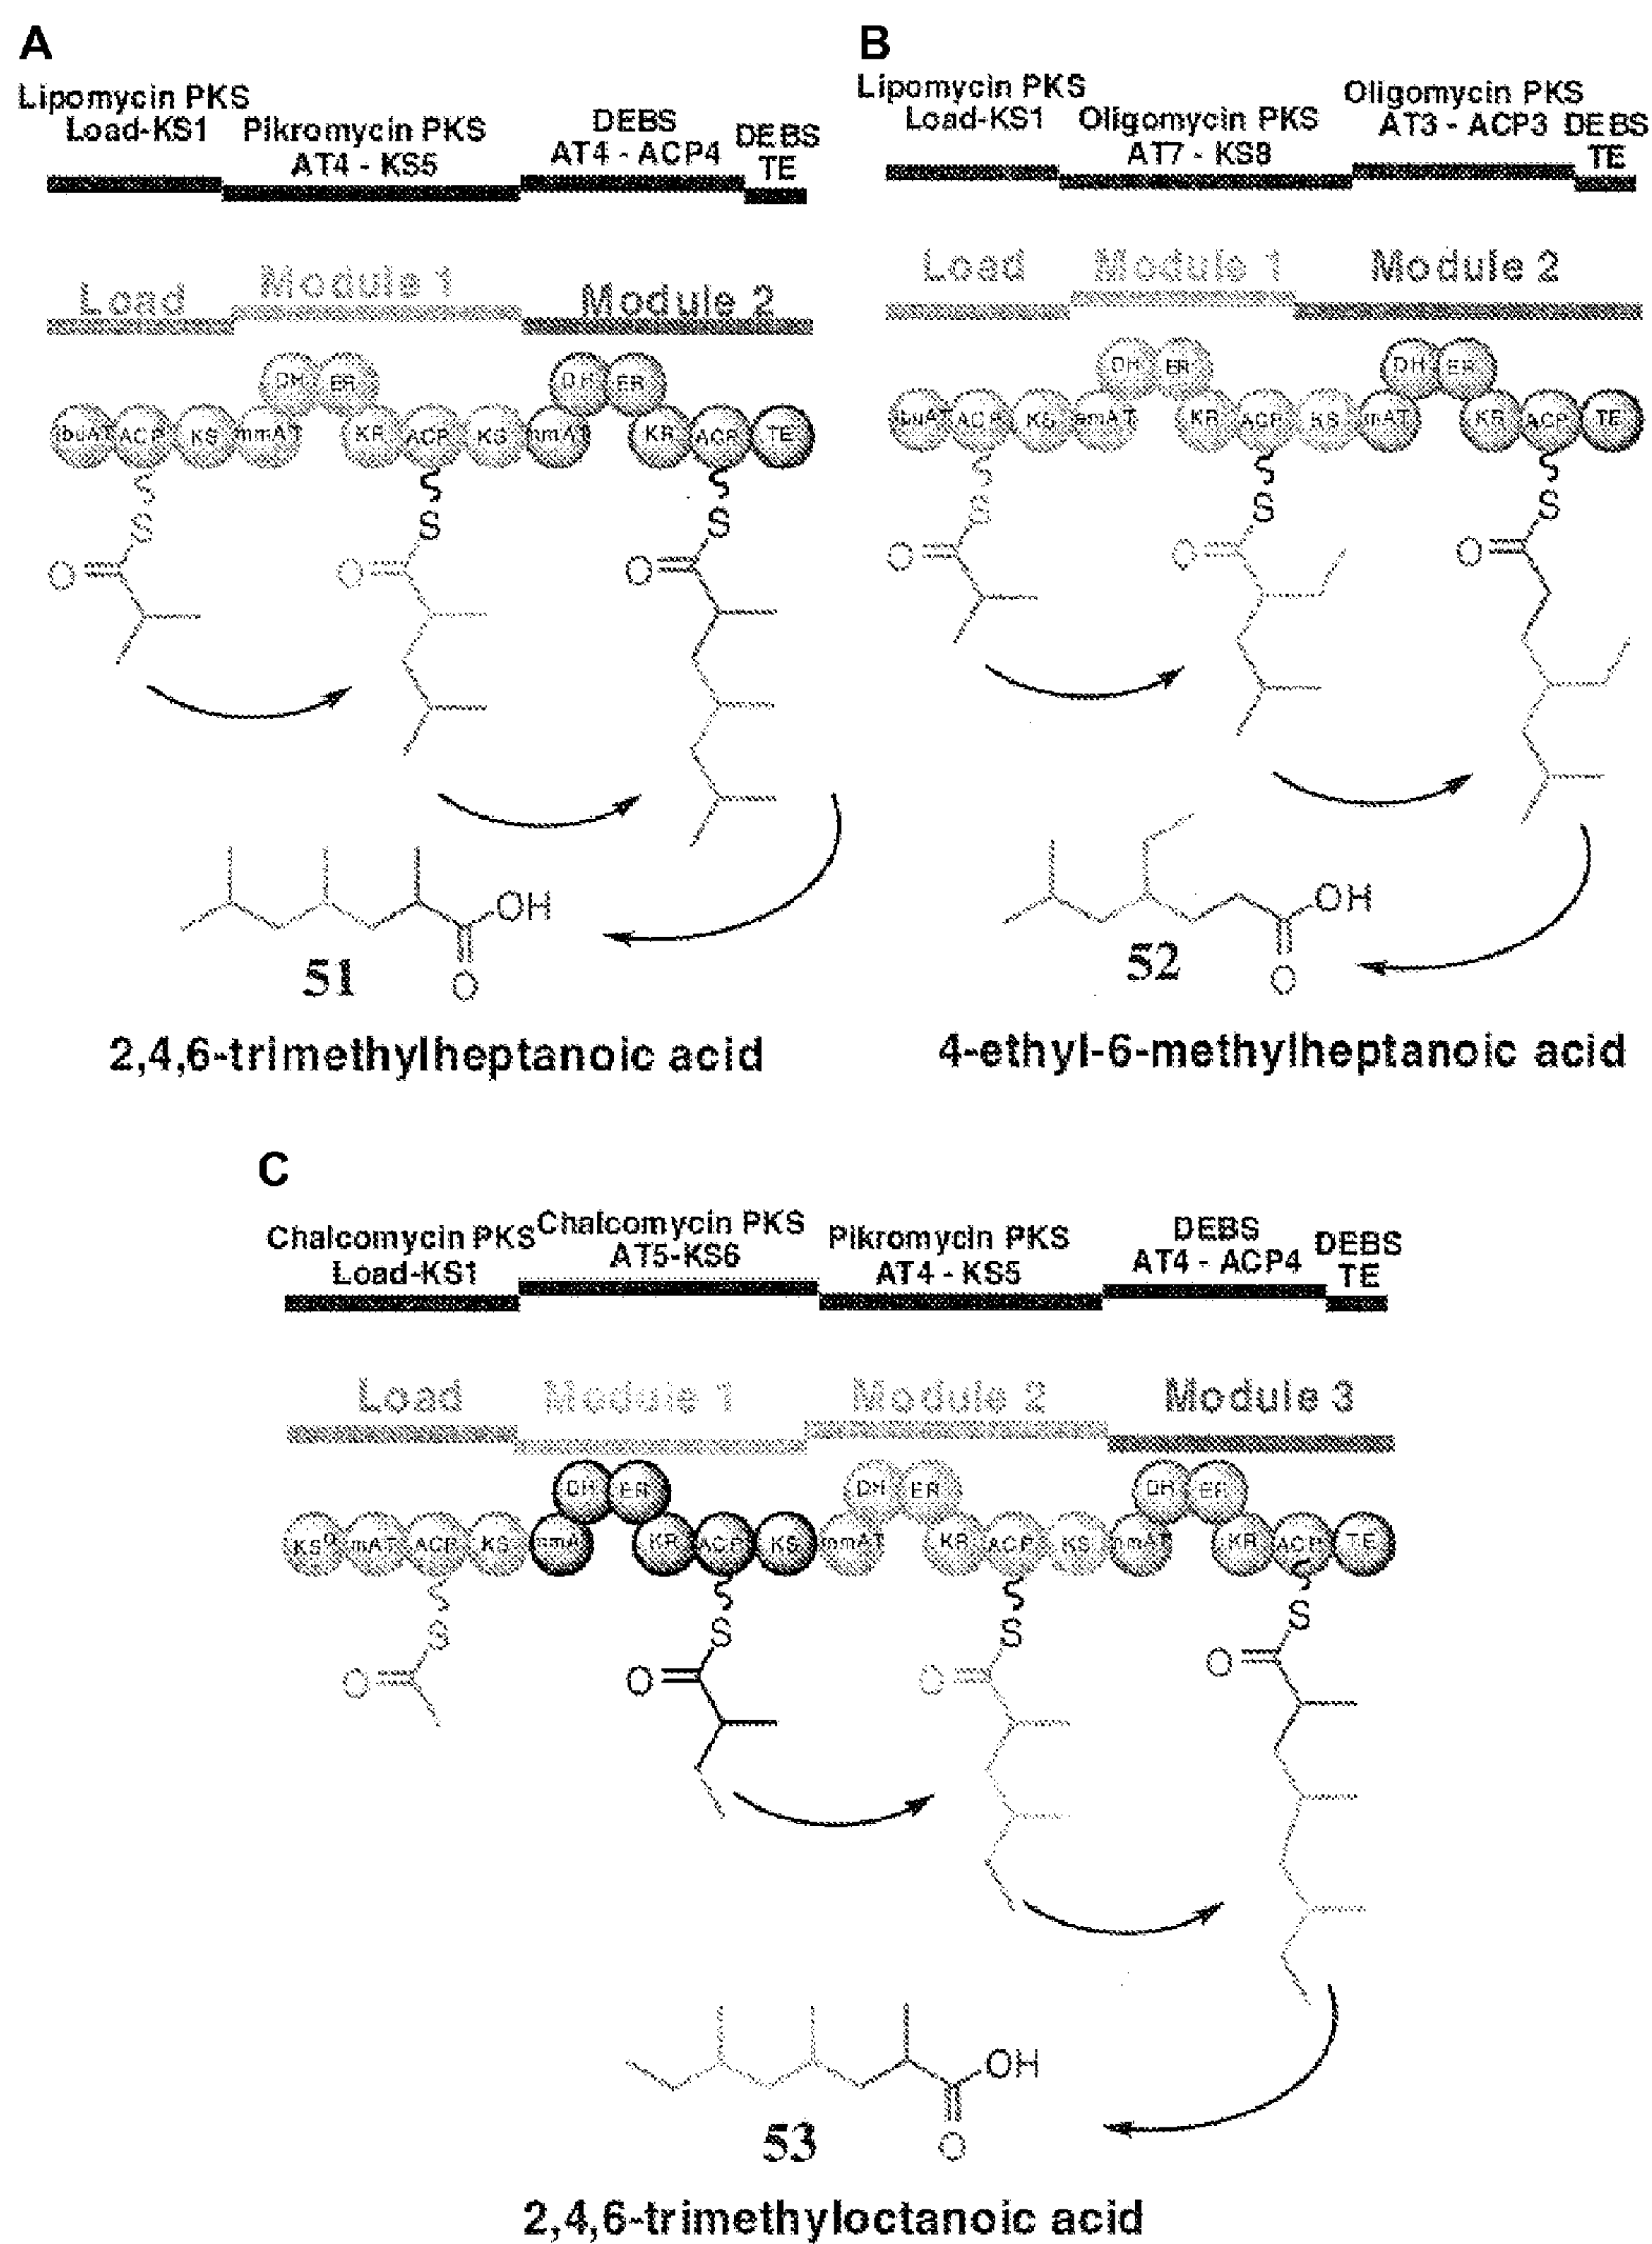 A
Lipomycin PKS
Load-KS1
Pikromycin PKS
AT4 - KS5
DEBS
AT4 - ACP4
DEBS
TE
Load
Module 1
Module 2
DH ER
DH ER
ibuAT ACP KS mmAT KR ACP KS mmAT KR ACP TE
S
O
S
O
S
O
OH
O
51
2,4,6-trimethylheptanoic acid
B
Lipomycin PKS
Load-KS1
Oligomycin PKS
AT7 - KS8
Oligomycin PKS
AT3 - ACP3
DEBS
TE
Load
Module 1
Module 2
DH ER
DH ER
ibuAT ACP KS emAT KR ACP KS mAT KR ACP TE
S
O
S
O
S
O
OH
O
52
4-ethyl-6-methylheptanoic acid
C
Chalcomycin PKS
Load-KS1
Chalcomycin PKS
AT5-KS6
Pikromycin PKS
AT4 - KS5
DEBS
AT4 - ACP4
DEBS
TE
Load
Module 1
Module 2
Module 3
DH ER
DH ER
DH ER
KSQ mAT ACP KS mmA KR ACP KS mmAT KR ACP KS mmAT KR ACP TE
S
O
S
O
S
O
S
O
OH
O
53
2,4,6-trimethyloctanoic acid